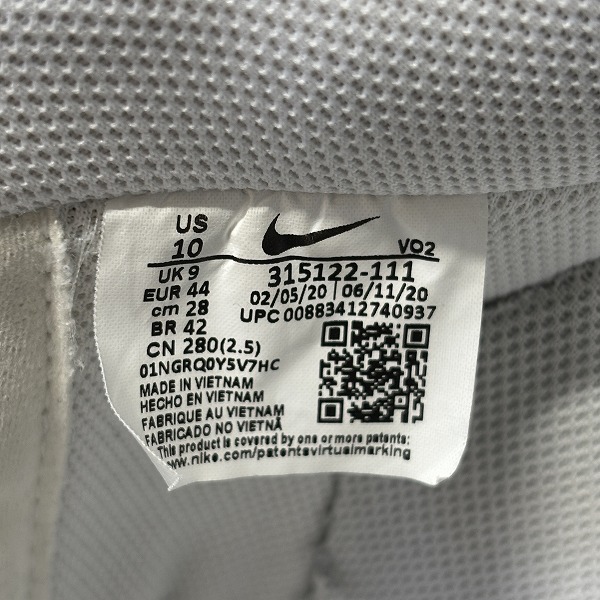 US
10
VO2
UK 9
315122-111
EUR 44
02/05/20 | 06/11/20
cm 28
UPC 00883412740937
BR 42
CN 280(2.5)
01NGRQ0Y5V7HC
MADE IN VIETNAM
HECHO EN VIETNAM
FABRIQUE AU VIETNAM
FABRICADO NO VIETNÃ
This product is covered by one or more patents:
www.nike.com/patentsvirtualmarking